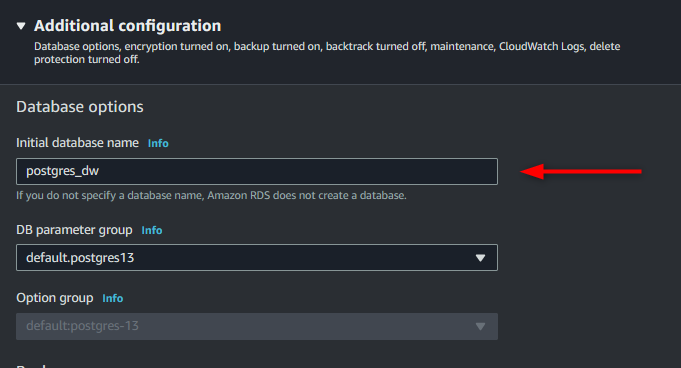 Additional configuration
Database options, encryption turned on, backup turned on, backtrack turned off, maintenance, CloudWatch Logs, delete
protection turned off.
Database options
Initial database name Info
postgres_dw
If you do not specify a database name, Amazon RDS does not create a database.
DB parameter group Info
default.postgres13
Option group Info
default:postgres-13